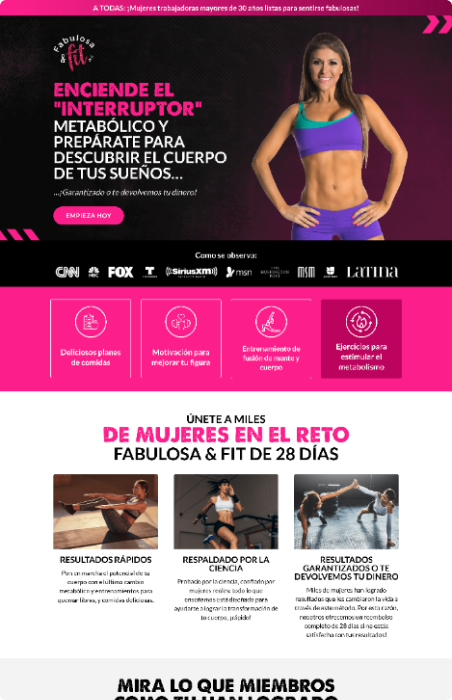 A TODAS: ¡Mujeres trabajadoras mayores de 30 años listas para sentirse fabulosas!
Fabulosa
fit
ENCIENDE EL
"INTERRUPTOR"
METABÓLICO Y
PREPÁRATE PARA
DESCUBRIR EL CUERPO
DE TUS SUEÑOS...
...¡Garantizado o te devolvemos tu dinero!
EMPIEZA HOY
Como se observa:
CNN NBC FOX T ((SiriusXM)) msn MSM LATINA
Deliciosos planes
de comidas
Motivación para
mejorar tu figura
Entrenamiento de
fusión de mente y
cuerpo
Ejercicios para
estimular el
metabolismo
ÚNETE A MILES
DE MUJERES EN EL RETO
FABULOSA & FIT DE 28 DÍAS
RESULTADOS RÁPIDOS
Pon en marcha el potencial de tu
cuerpo con el último cambio
metabólico y entrenamientos para
quemar libras, y comidas deliciosas.
RESPALDADO POR LA
CIENCIA
Probado por la ciencia, confiado por
mujeres reales: todo lo que
enseñamos está diseñado para
ayudarte a lograr la transformación de
tu cuerpo, ¡rápido!
RESULTADOS
GARANTIZADOS O TE
DEVOLVEMOS TU DINERO
Miles de mujeres han logrado
resultados que les cambiaron la vida a
través de este método. Por esta razón,
nosotros ofrecemos un reembolso
completo de 28 días si no estás
satisfecha con tus resultados!
MIRA LO QUE MIEMBROS
COMO TU HAN LOGRADO